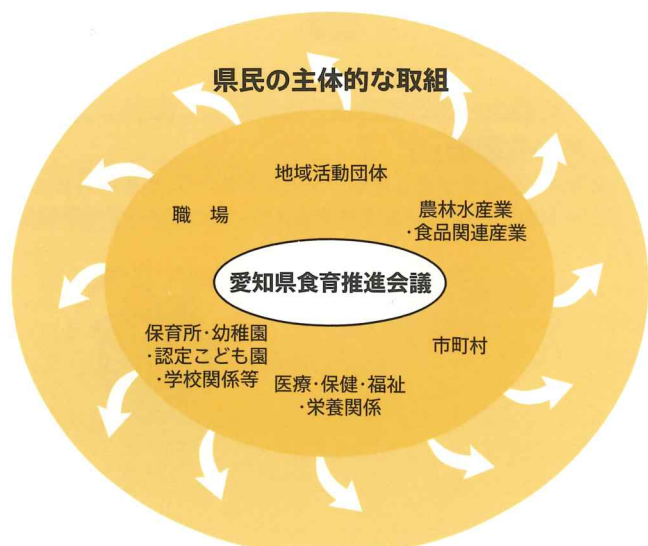 県民の主体的な取組
地域活動団体
職　場
農林水産業
・食品関連産業
愛知県食育推進会議
保育所・幼稚園
・認定こども園
・学校関係等
市町村
医療・保健・福祉
・栄養関係